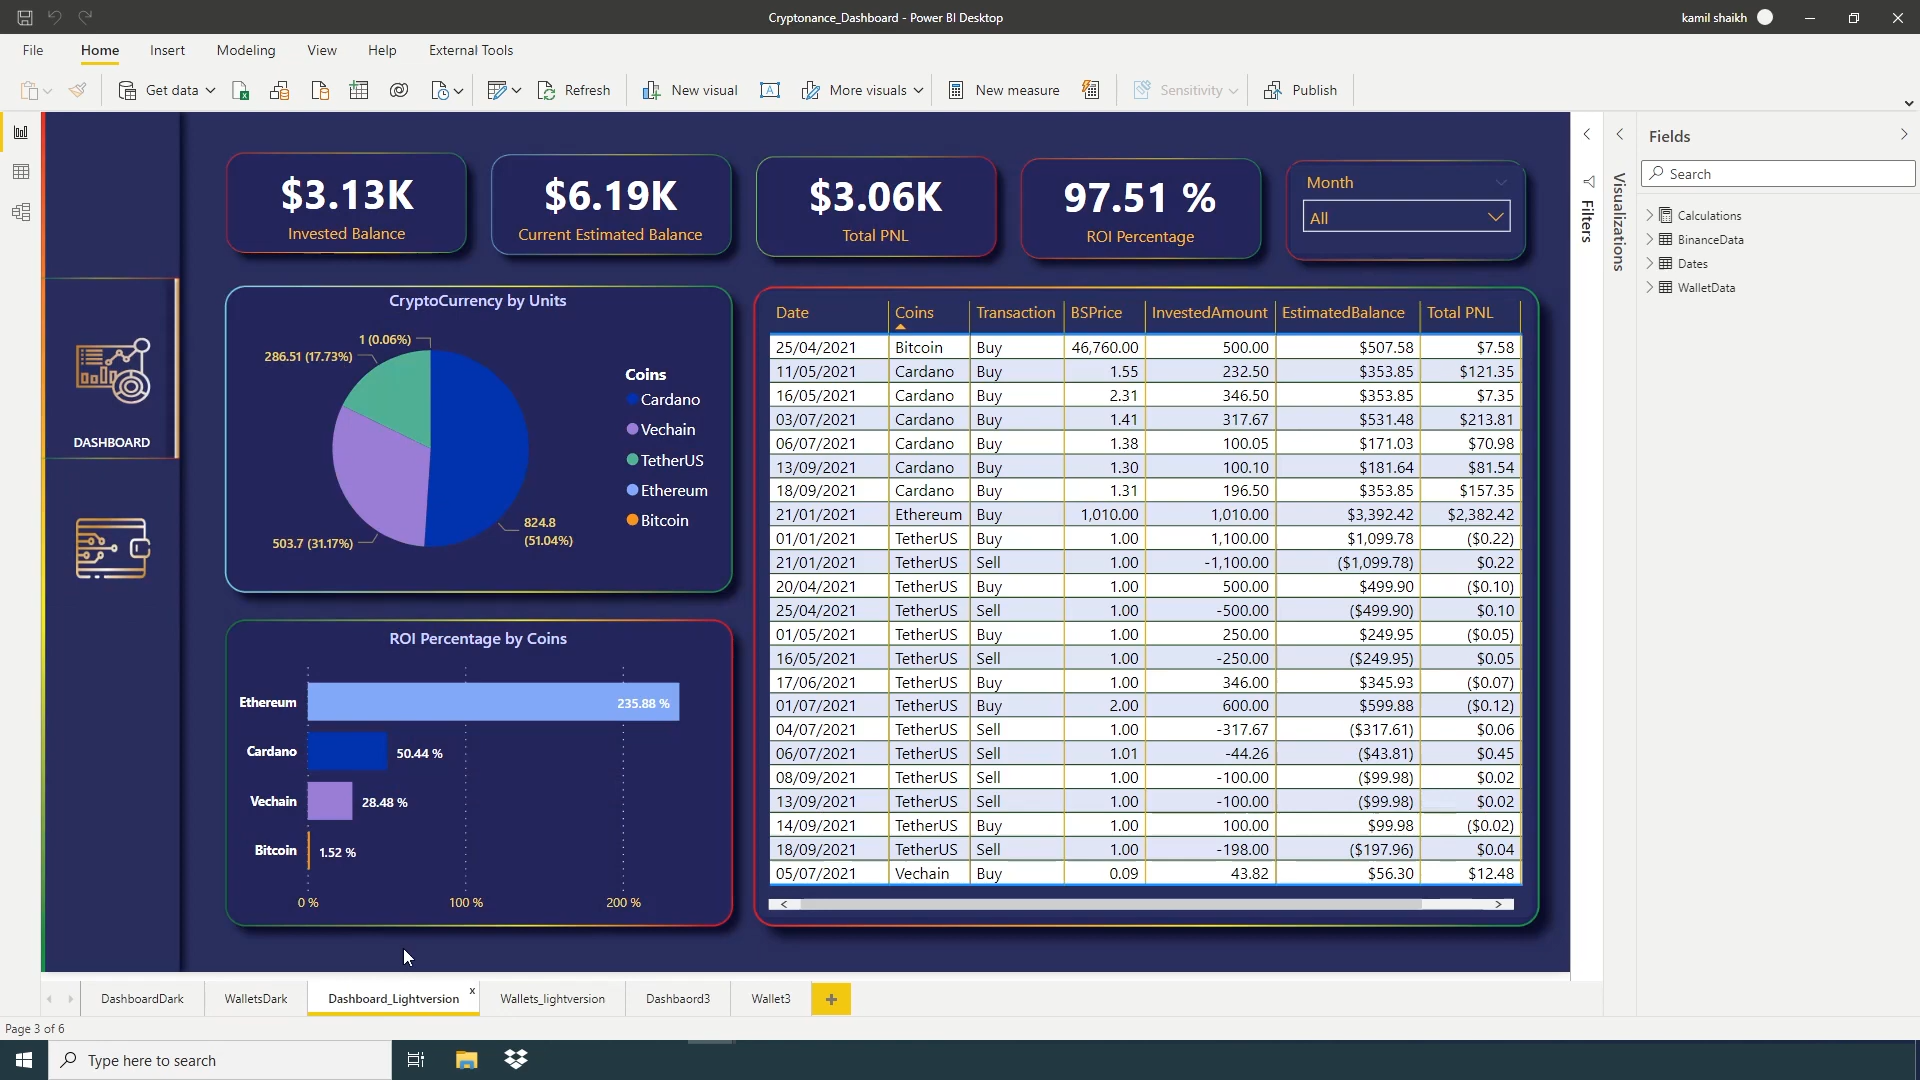 Cryptonance_Dashboard - Power BI Desktop
kamil shaikh
File Home Insert Modeling View Help External Tools
Get data Refresh New visual More visuals New measure Sensitivity Publish
$3.13K
Invested Balance
$6.19K
Current Estimated Balance
$3.06K
Total PNL
97.51 %
ROI Percentage
Month
All
DASHBOARD
CryptoCurrency by Units
1 (0.06%)
286.51 (17.73%)
503.7 (31.17%)
824.8
(51.04%)
Coins
Cardano
Vechain
TetherUS
Ethereum
Bitcoin
ROI Percentage by Coins
Ethereum 235.88 %
Cardano 50.44 %
Vechain 28.48 %
Bitcoin 1.52 %
0 % 100 % 200 %
Date Coins Transaction BSPrice InvestedAmount EstimatedBalance Total PNL
25/04/2021 Bitcoin Buy 46,760.00 500.00 $507.58 $7.58
11/05/2021 Cardano Buy 1.55 232.50 $353.85 $121.35
16/05/2021 Cardano Buy 2.31 346.50 $353.85 $7.35
03/07/2021 Cardano Buy 1.41 317.67 $531.48 $213.81
06/07/2021 Cardano Buy 1.38 100.05 $171.03 $70.98
13/09/2021 Cardano Buy 1.30 100.10 $181.64 $81.54
18/09/2021 Cardano Buy 1.31 196.50 $353.85 $157.35
21/01/2021 Ethereum Buy 1,010.00 1,010.00 $3,392.42 $2,382.42
01/01/2021 TetherUS Buy 1.00 1,100.00 $1,099.78 ($0.22)
21/01/2021 TetherUS Sell 1.00 -1,100.00 ($1,099.78) $0.22
20/04/2021 TetherUS Buy 1.00 500.00 $499.90 ($0.10)
25/04/2021 TetherUS Sell 1.00 -500.00 ($499.90) $0.10
01/05/2021 TetherUS Buy 1.00 250.00 $249.95 ($0.05)
16/05/2021 TetherUS Sell 1.00 -250.00 ($249.95) $0.05
17/06/2021 TetherUS Buy 1.00 346.00 $345.93 ($0.07)
01/07/2021 TetherUS Buy 2.00 600.00 $599.88 ($0.12)
04/07/2021 TetherUS Sell 1.00 -317.67 ($317.61) $0.06
06/07/2021 TetherUS Sell 1.01 -44.26 ($43.81) $0.45
08/09/2021 TetherUS Sell 1.00 -100.00 ($99.98) $0.02
13/09/2021 TetherUS Sell 1.00 -100.00 ($99.98) $0.02
14/09/2021 TetherUS Buy 1.00 100.00 $99.98 ($0.02)
18/09/2021 TetherUS Sell 1.00 -198.00 ($197.96) $0.04
05/07/2021 Vechain Buy 0.09 43.82 $56.30 $12.48
Filters
Visualizations
Fields
Search
Calculations
BinanceData
Dates
WalletData
DashboardDark WalletsDark Dashboard_Lightversion Wallets_lightversion Dashbaord3 Wallet3
Page 3 of 6
Type here to search